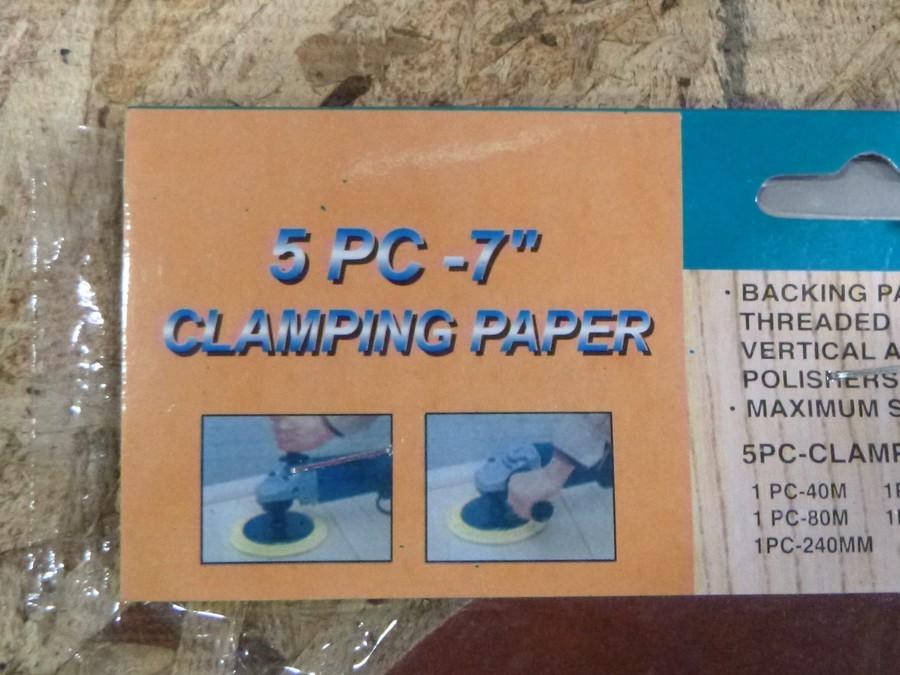 5 PC -7"
CLAMPING PAPER
· BACKING
THREADED
VERTICAL
POLISHERS
· MAXIMUM
5PC-CLAMP
1 PC-40M
1 PC-80M
1PC-240MM